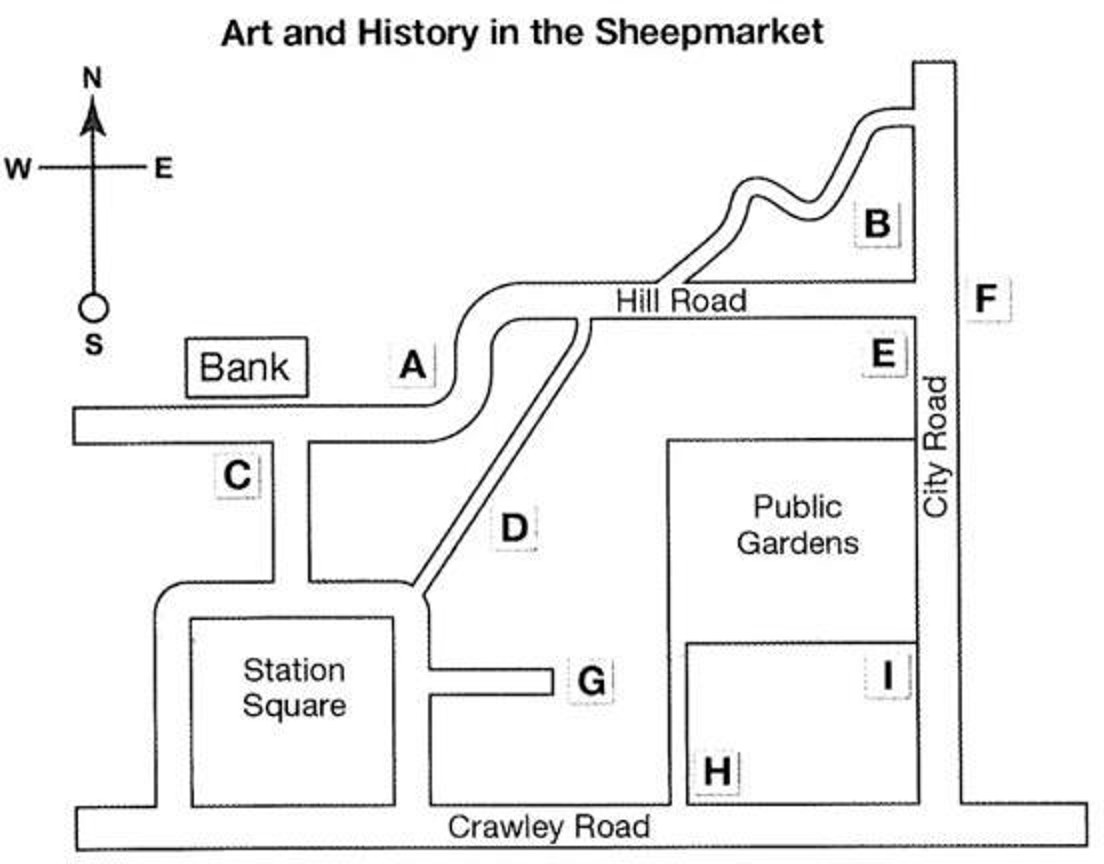 Art and History in the Sheepmarket
N
W E
S
B
Hill Road
F
Bank
A
E
City Road
C
Public
Gardens
D
Station
Square
G
I
H
Crawley Road